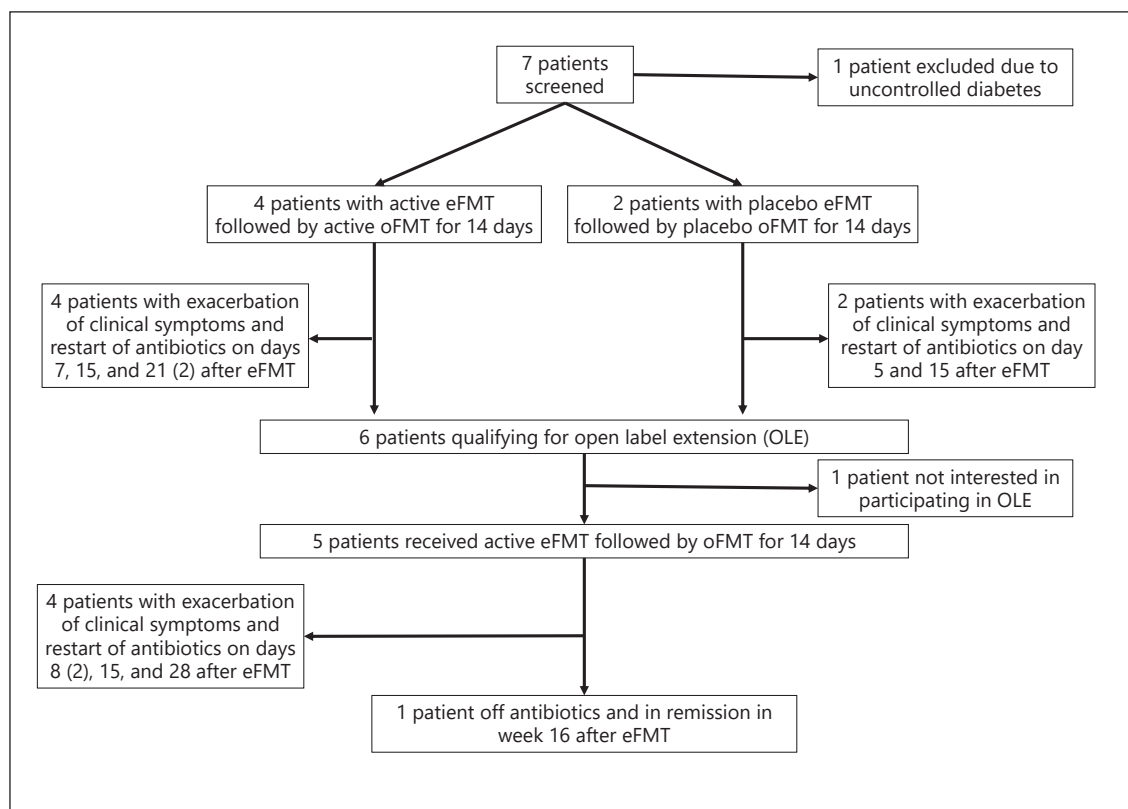 7 patients
screened
1 patient excluded due to
uncontrolled diabetes
4 patients with active eFMT
followed by active oFMT for 14 days
2 patients with placebo eFMT
followed by placebo oFMT for 14 days
4 patients with exacerbation
of clinical symptoms and
restart of antibiotics on days
7, 15, and 21 (2) after eFMT
2 patients with exacerbation
of clinical symptoms and
restart of antibiotics on day
5 and 15 after eFMT
6 patients qualifying for open label extension (OLE)
1 patient not interested in
participating in OLE
5 patients received active eFMT followed by oFMT for 14 days
4 patients with exacerbation
of clinical symptoms and
restart of antibiotics on days
8 (2), 15, and 28 after eFMT
1 patient off antibiotics and in remission in
week 16 after eFMT